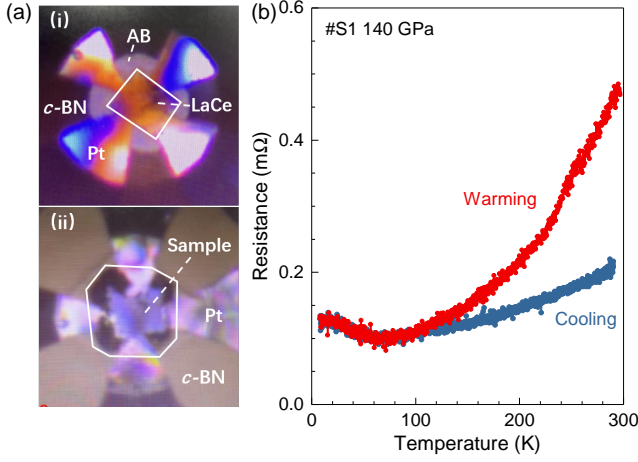 (a)
(i)
AB
c-BN
LaCe
Pt
(ii)
Sample
Pt
c-BN
(b)
#S1 140 GPa
Warming
Cooling
Resistance (mΩ)
0.6
0.4
0.2
0.0
0
100
200
300
Temperature (K)